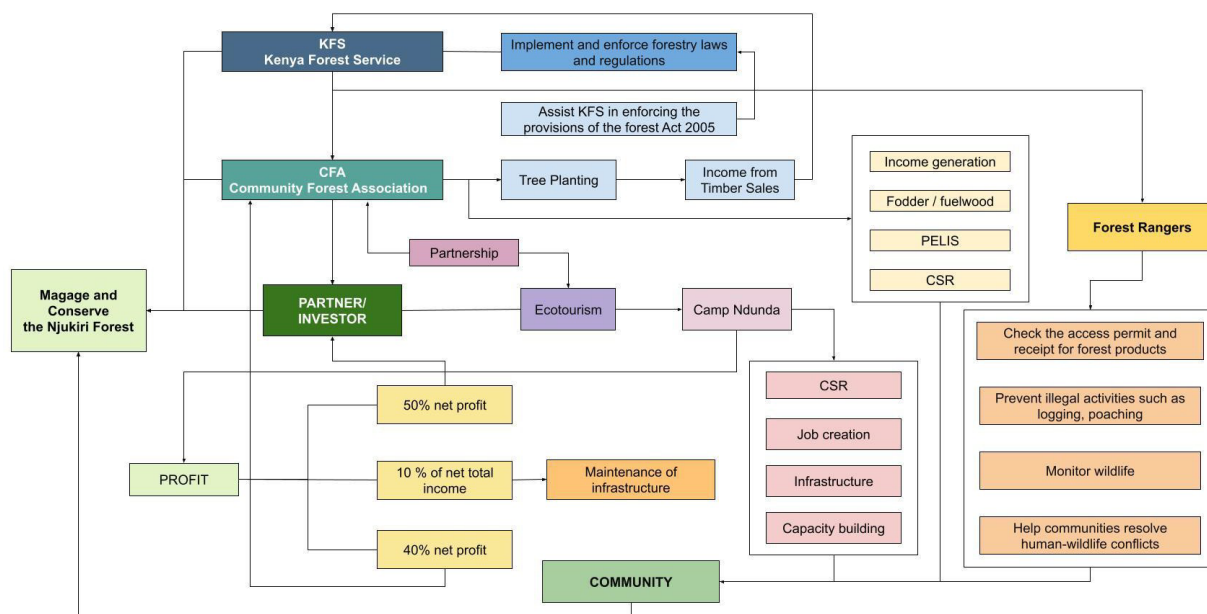 KFS
Kenya Forest Service
Implement and enforce forestry laws
and regulations
Assist KFS in enforcing the
provisions of the forest Act 2005
CFA
Community Forest Association
Tree Planting
Income from
Timber Sales
Income generation
Fodder / fuelwood
PELIS
CSR
Forest Rangers
Partnership
Magage and
Conserve
the Njukiri Forest
PARTNER/
INVESTOR
Ecotourism
Camp Ndunda
Check the access permit and
receipt for forest products
Prevent illegal activities such as
logging, poaching
Monitor wildlife
Help communities resolve
human-wildlife conflicts
CSR
Job creation
Infrastructure
Capacity building
50% net profit
PROFIT
10 % of net total
income
Maintenance of
infrastructure
40% net profit
COMMUNITY